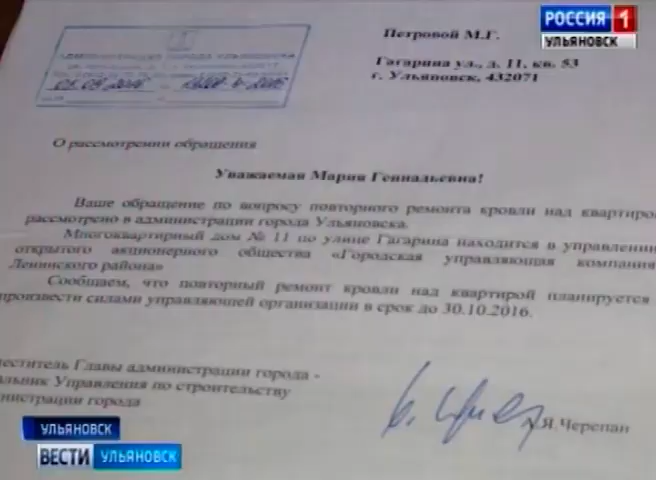 РОССИЯ 1
УЛЬЯНОВСК
Петровой М.Г.
Гагарина ул., д. 11, кв. 53
г. Ульяновск, 432071
АДМИНИСТРАЦИЯ ГОРОДА УЛЬЯНОВСКА
О рассмотрении обращения
Уважаемая Мария Геннадьевна!
Ваше обращение по вопросу повторного ремонта кровли над квартирой
рассмотрено в администрации города Ульяновска.
Многоквартирный дом № 11 по улице Гагарина находится в управлении
открытого акционерного общества «Городская управляющая компания
Ленинского района»
Сообщаем, что повторный ремонт кровли над квартирой планируется
произвести силами управляющей организации в срок до 30.10.2016.
еститель Главы администрации города -
альник Управления по строительству
инистрации города
А.Я.Черепан
УЛЬЯНОВСК
ВЕСТИ УЛЬЯНОВСК